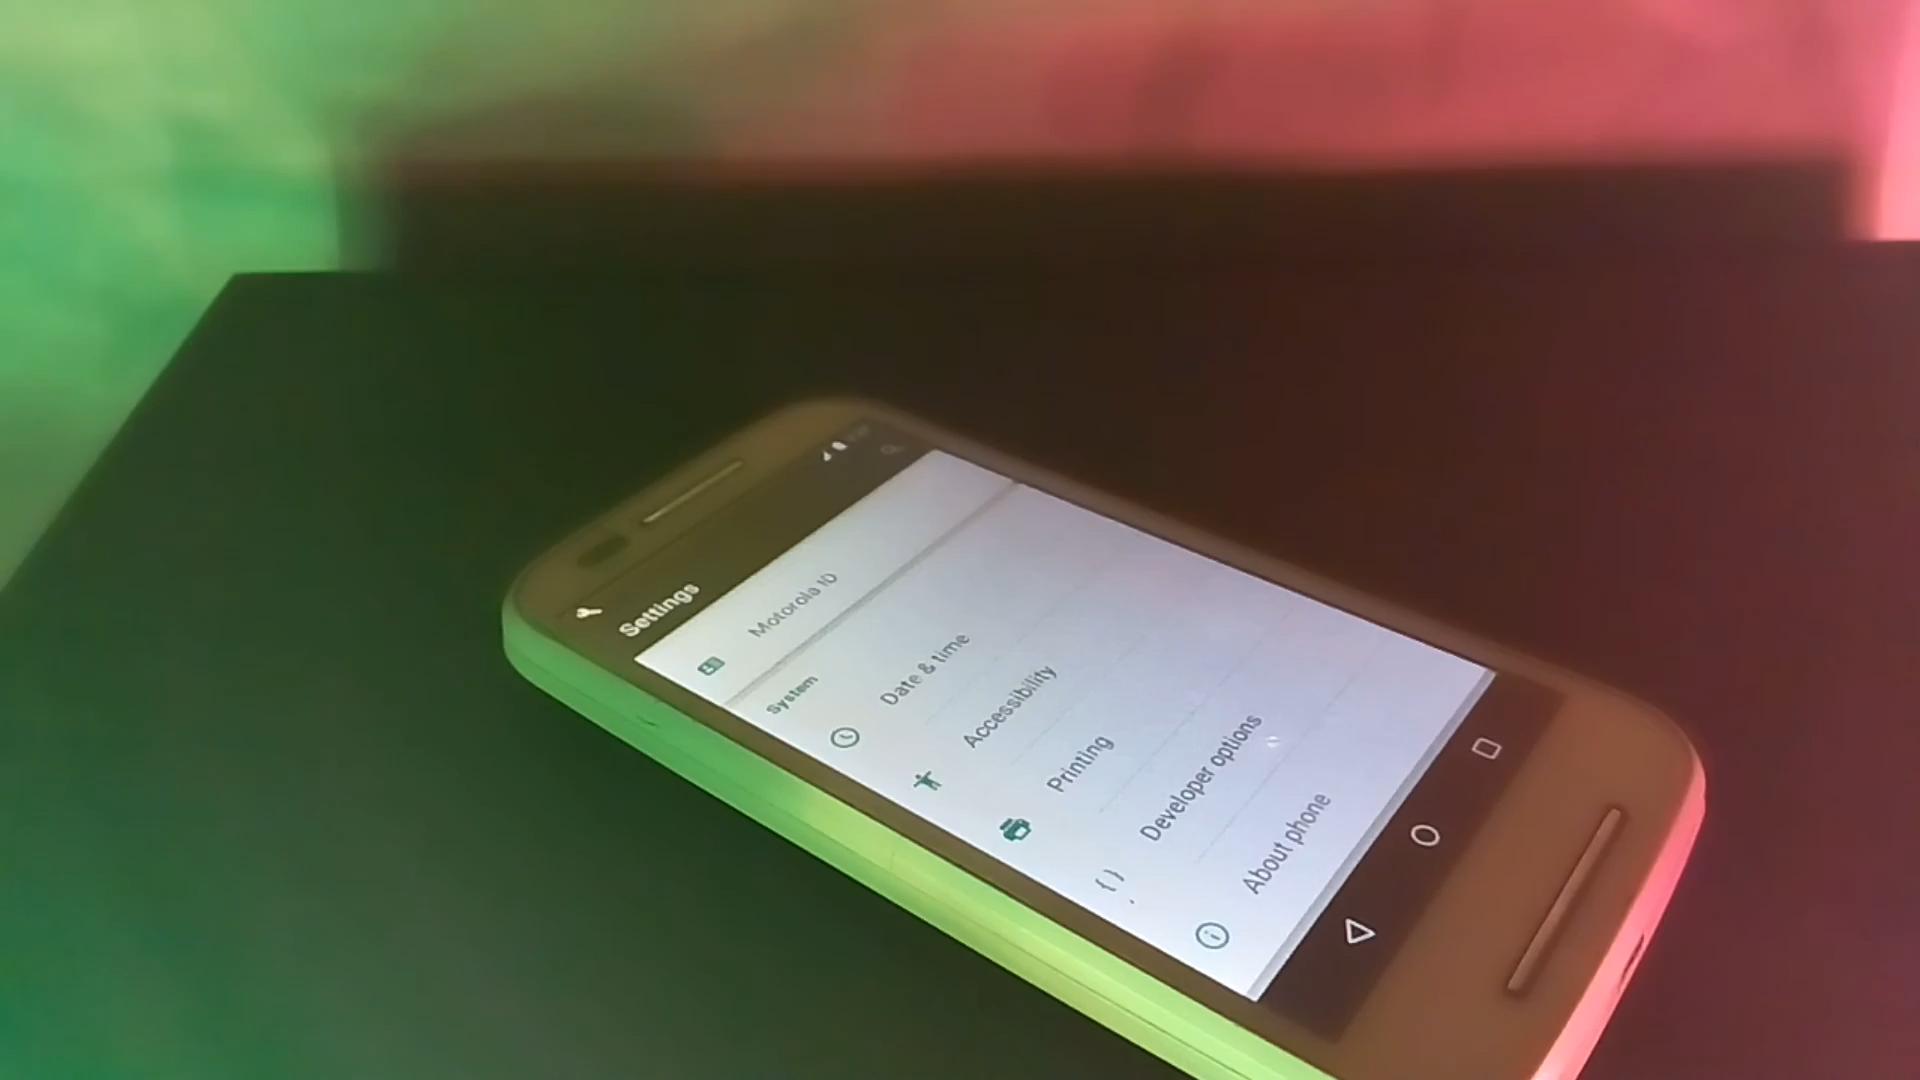 Settings
Motorola ID
System
Date & time
Accessibility
Printing
Developer options
About phone